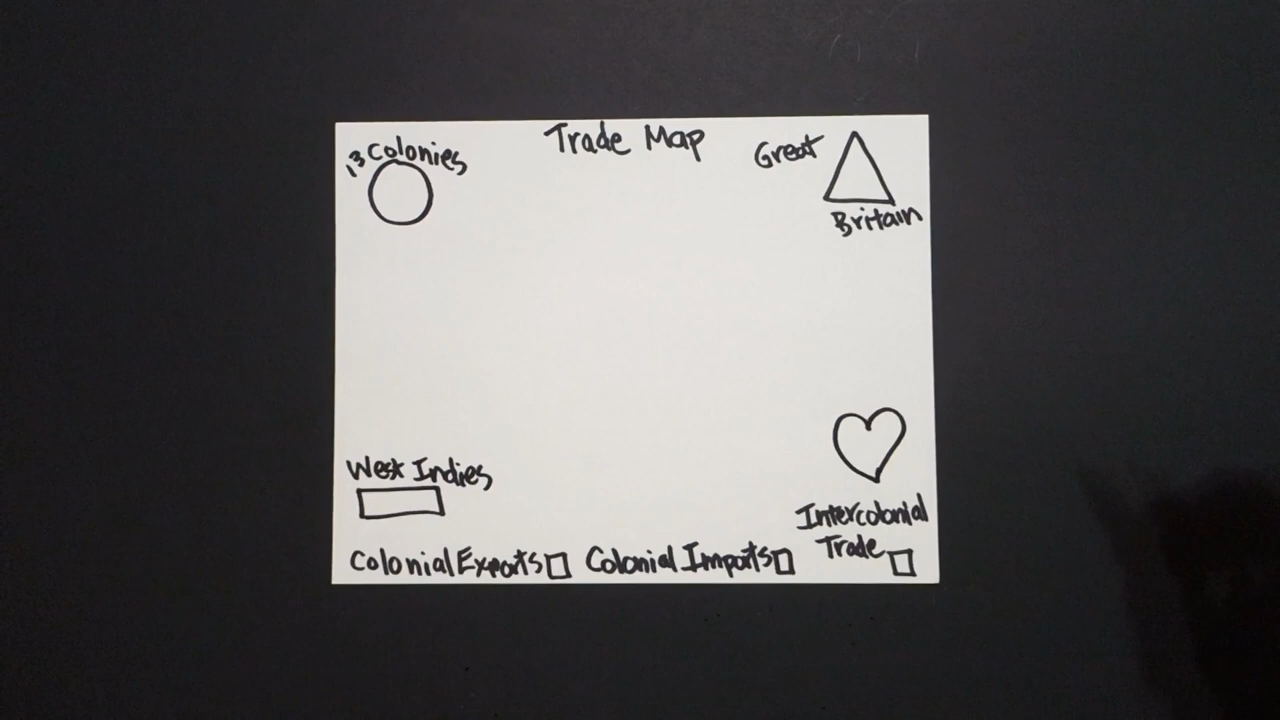 Trade Map
13 Colonies
Great
Britain
West Indies
Intercolonial
Trade
Colonial Exports
Colonial Imports